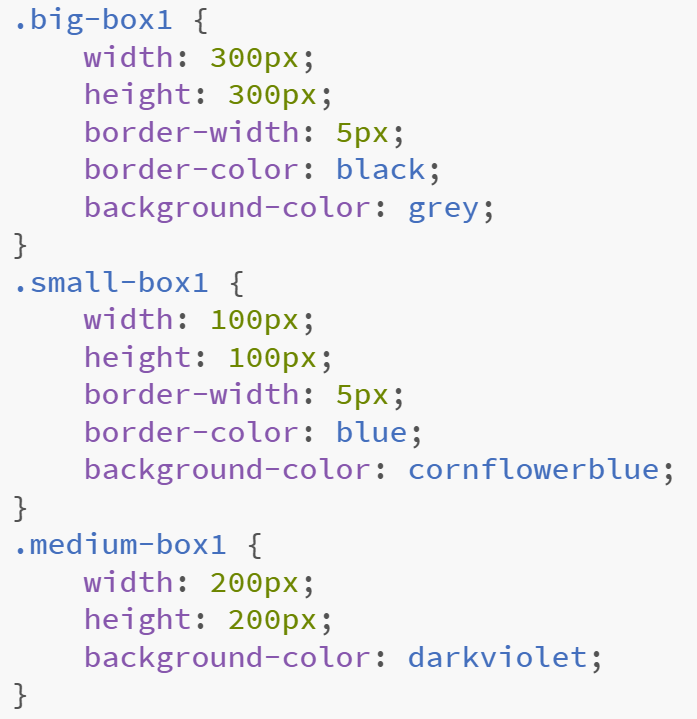 .big-box1 {
    width: 300px;
    height: 300px;
    border-width: 5px;
    border-color: black;
    background-color: grey;
}
.small-box1 {
    width: 100px;
    height: 100px;
    border-width: 5px;
    border-color: blue;
    background-color: cornflowerblue;
}
.medium-box1 {
    width: 200px;
    height: 200px;
    background-color: darkviolet;
}